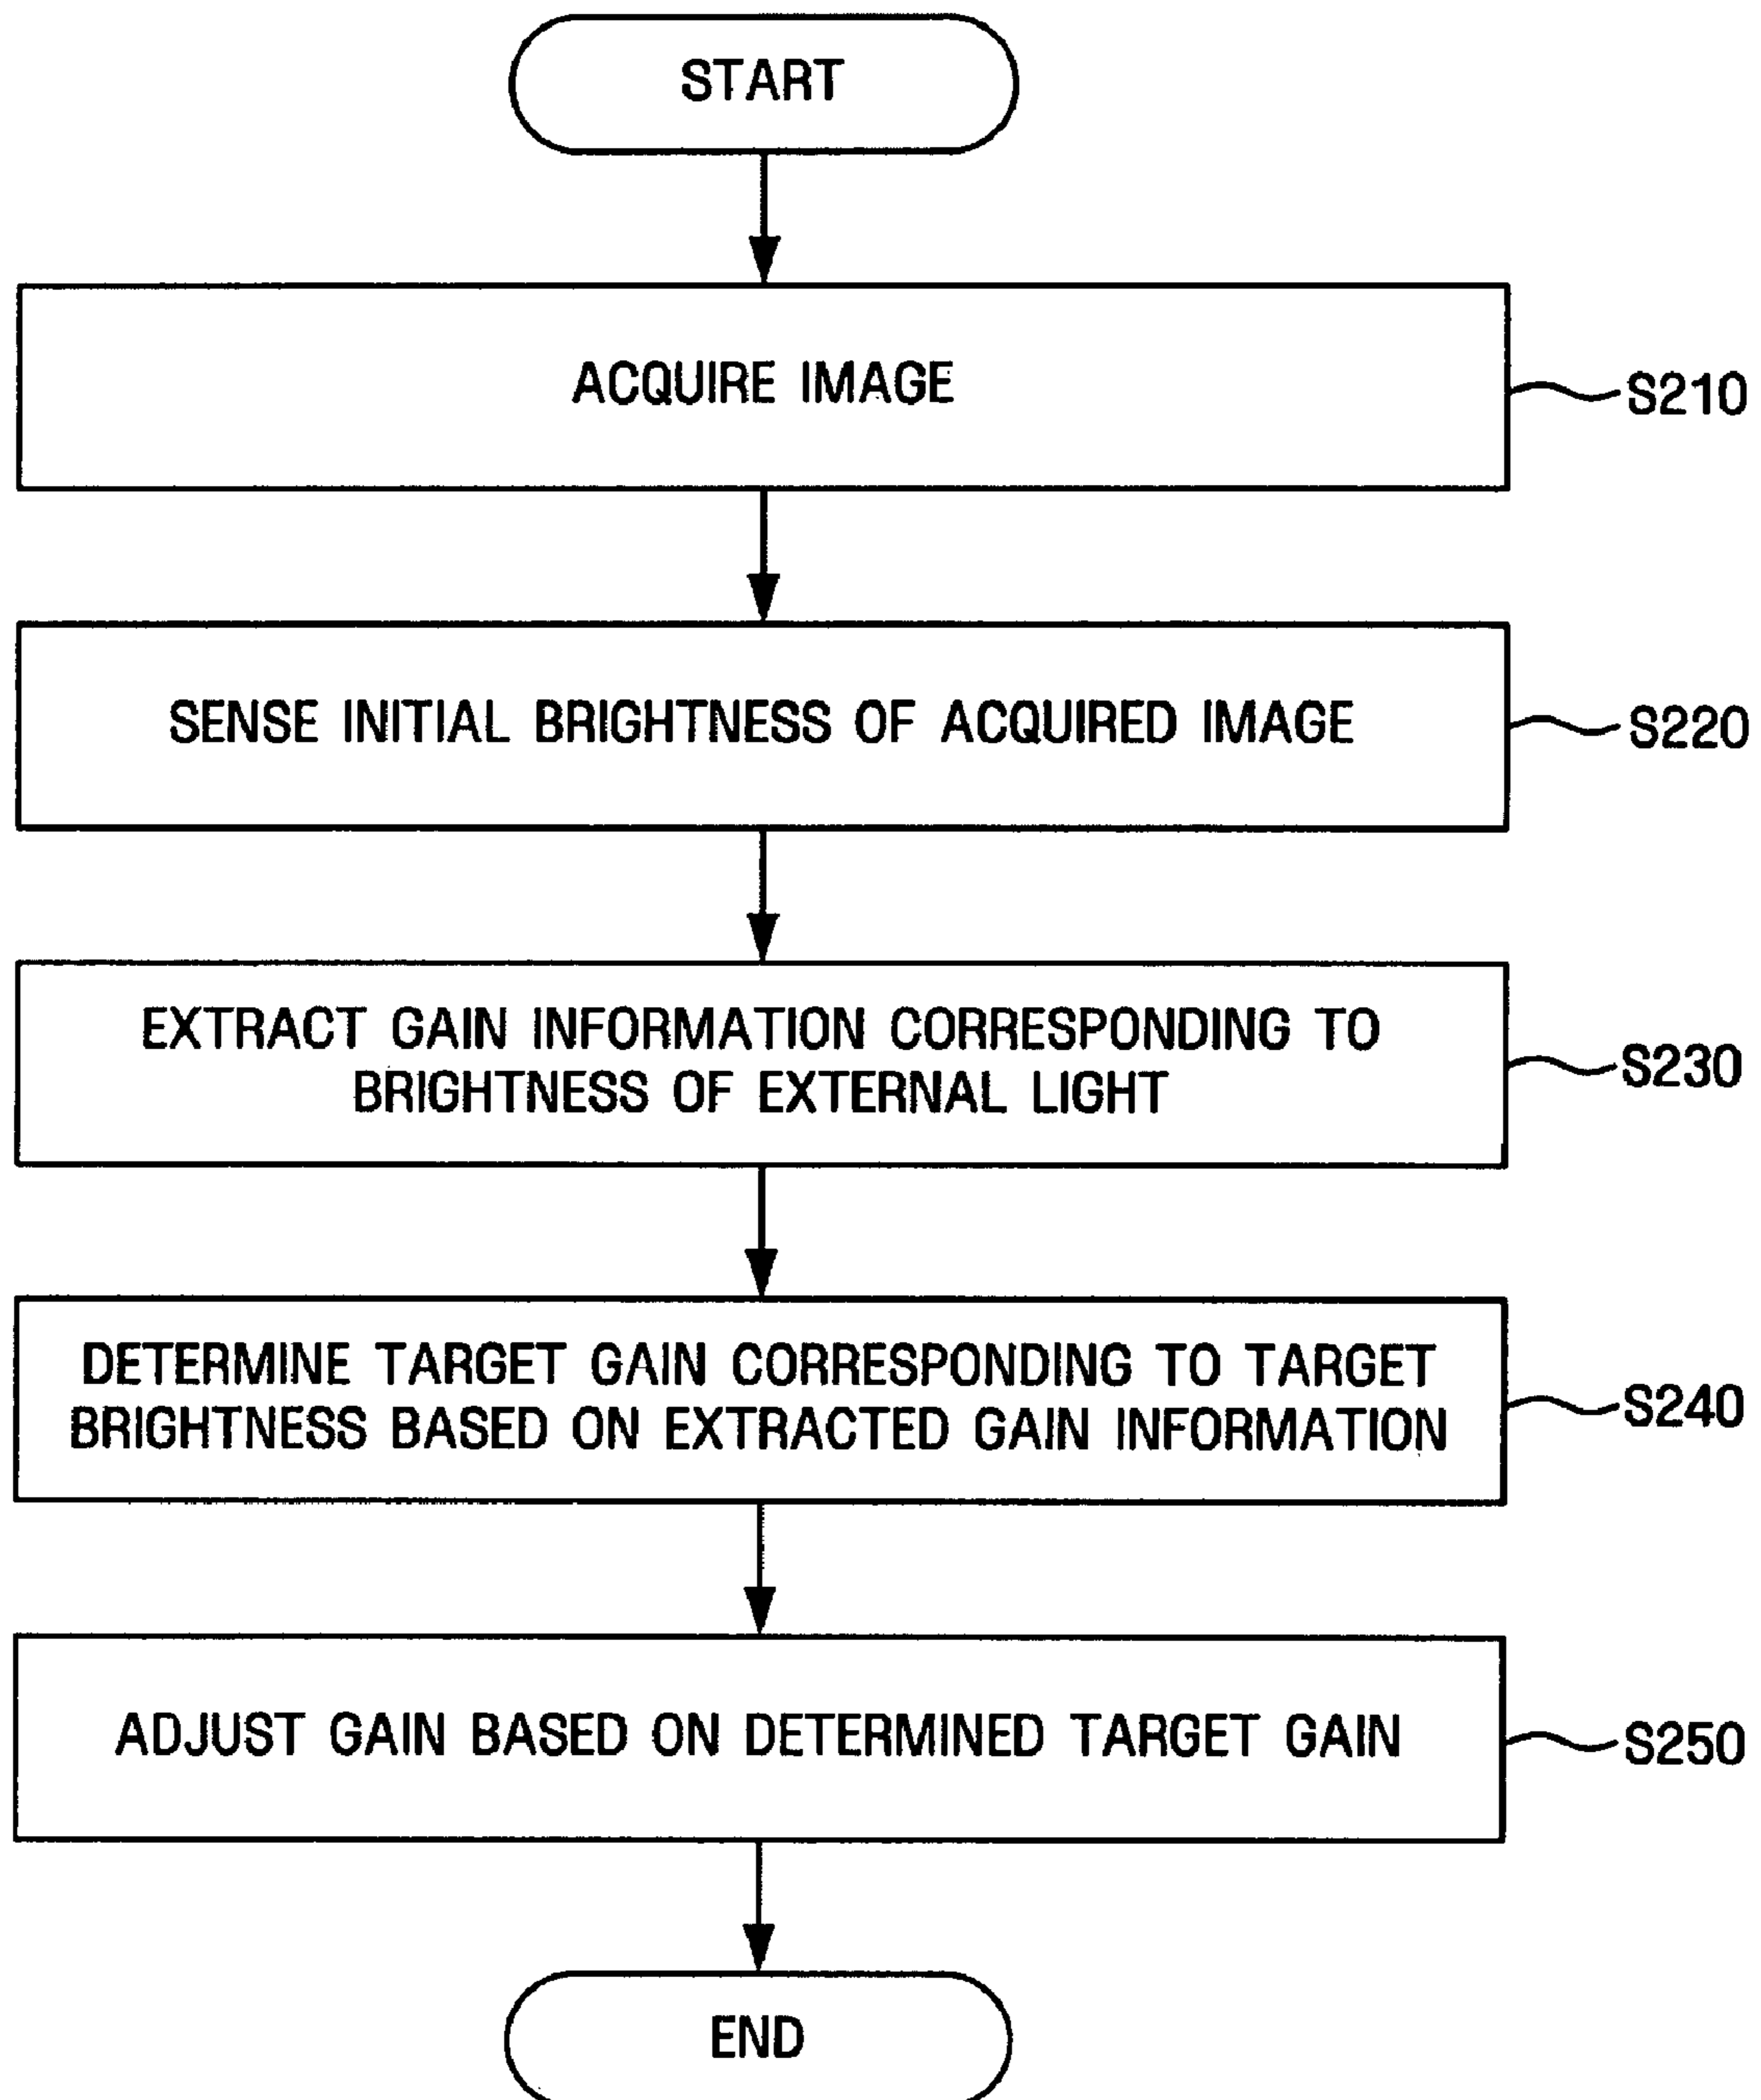 START
ACQUIRE IMAGE
S210
SENSE INITIAL BRIGHTNESS OF ACQUIRED IMAGE
S220
EXTRACT GAIN INFORMATION CORRESPONDING TO
BRIGHTNESS OF EXTERNAL LIGHT
S230
DETERMINE TARGET GAIN CORRESPONDING TO TARGET
BRIGHTNESS BASED ON EXTRACTED GAIN INFORMATION
S240
ADJUST GAIN BASED ON DETERMINED TARGET GAIN
S250
END